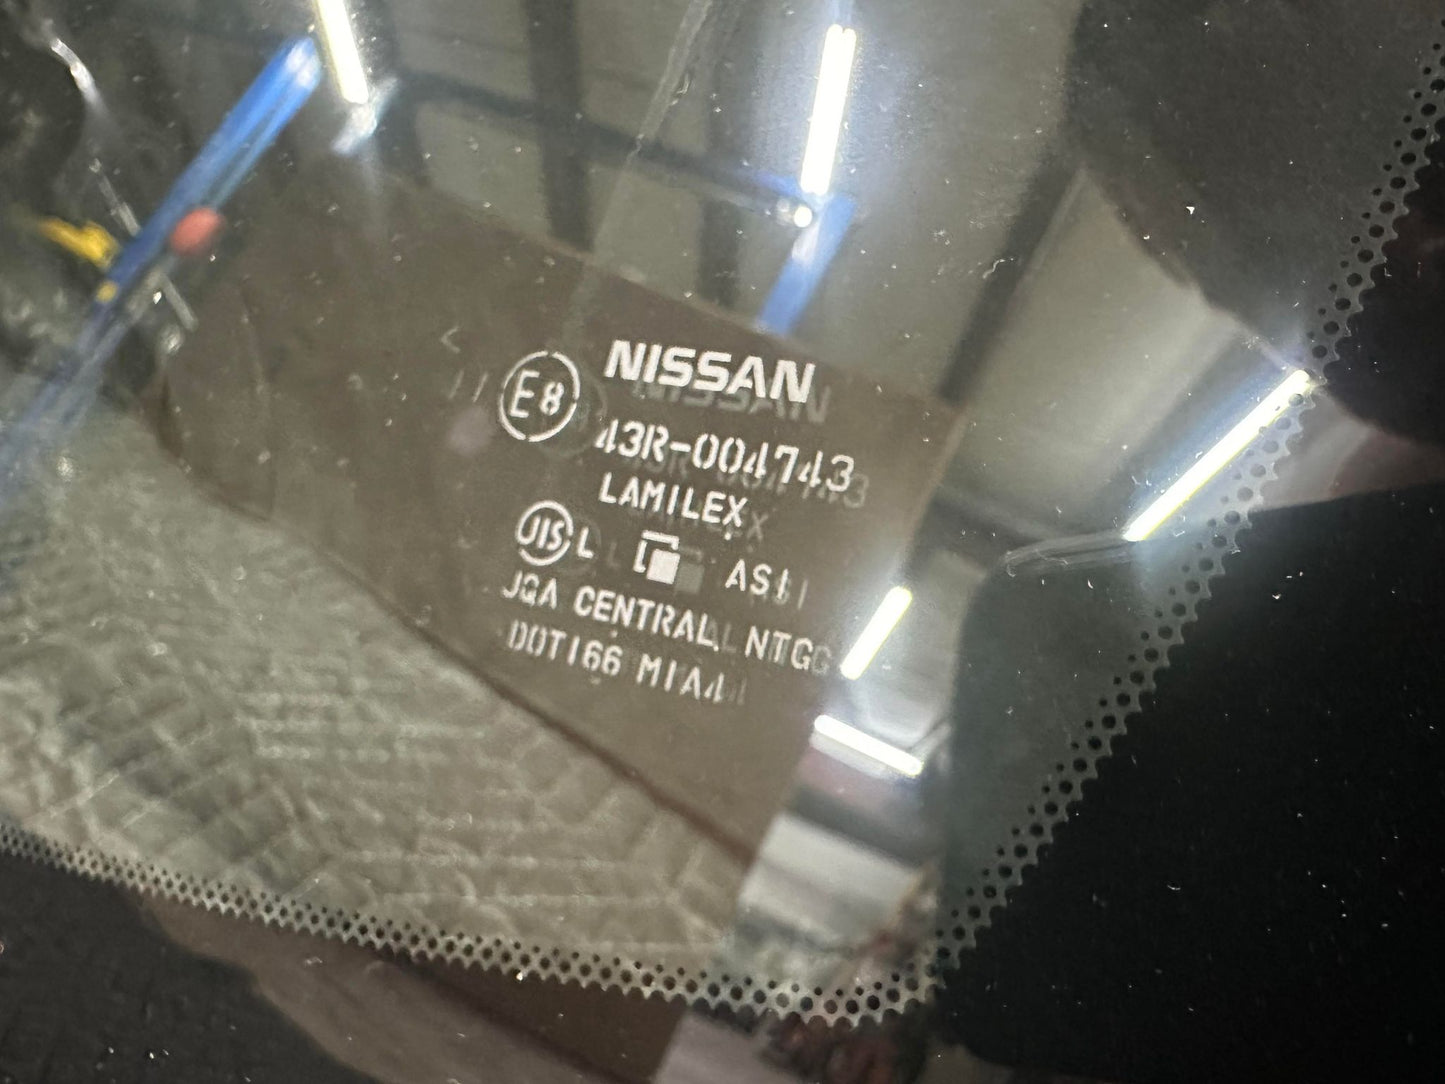 NISSAN
E8
43R-004743
LAMILEX
JIS L AS1
JQA CENTRAL NTG
DOT166 M1A4